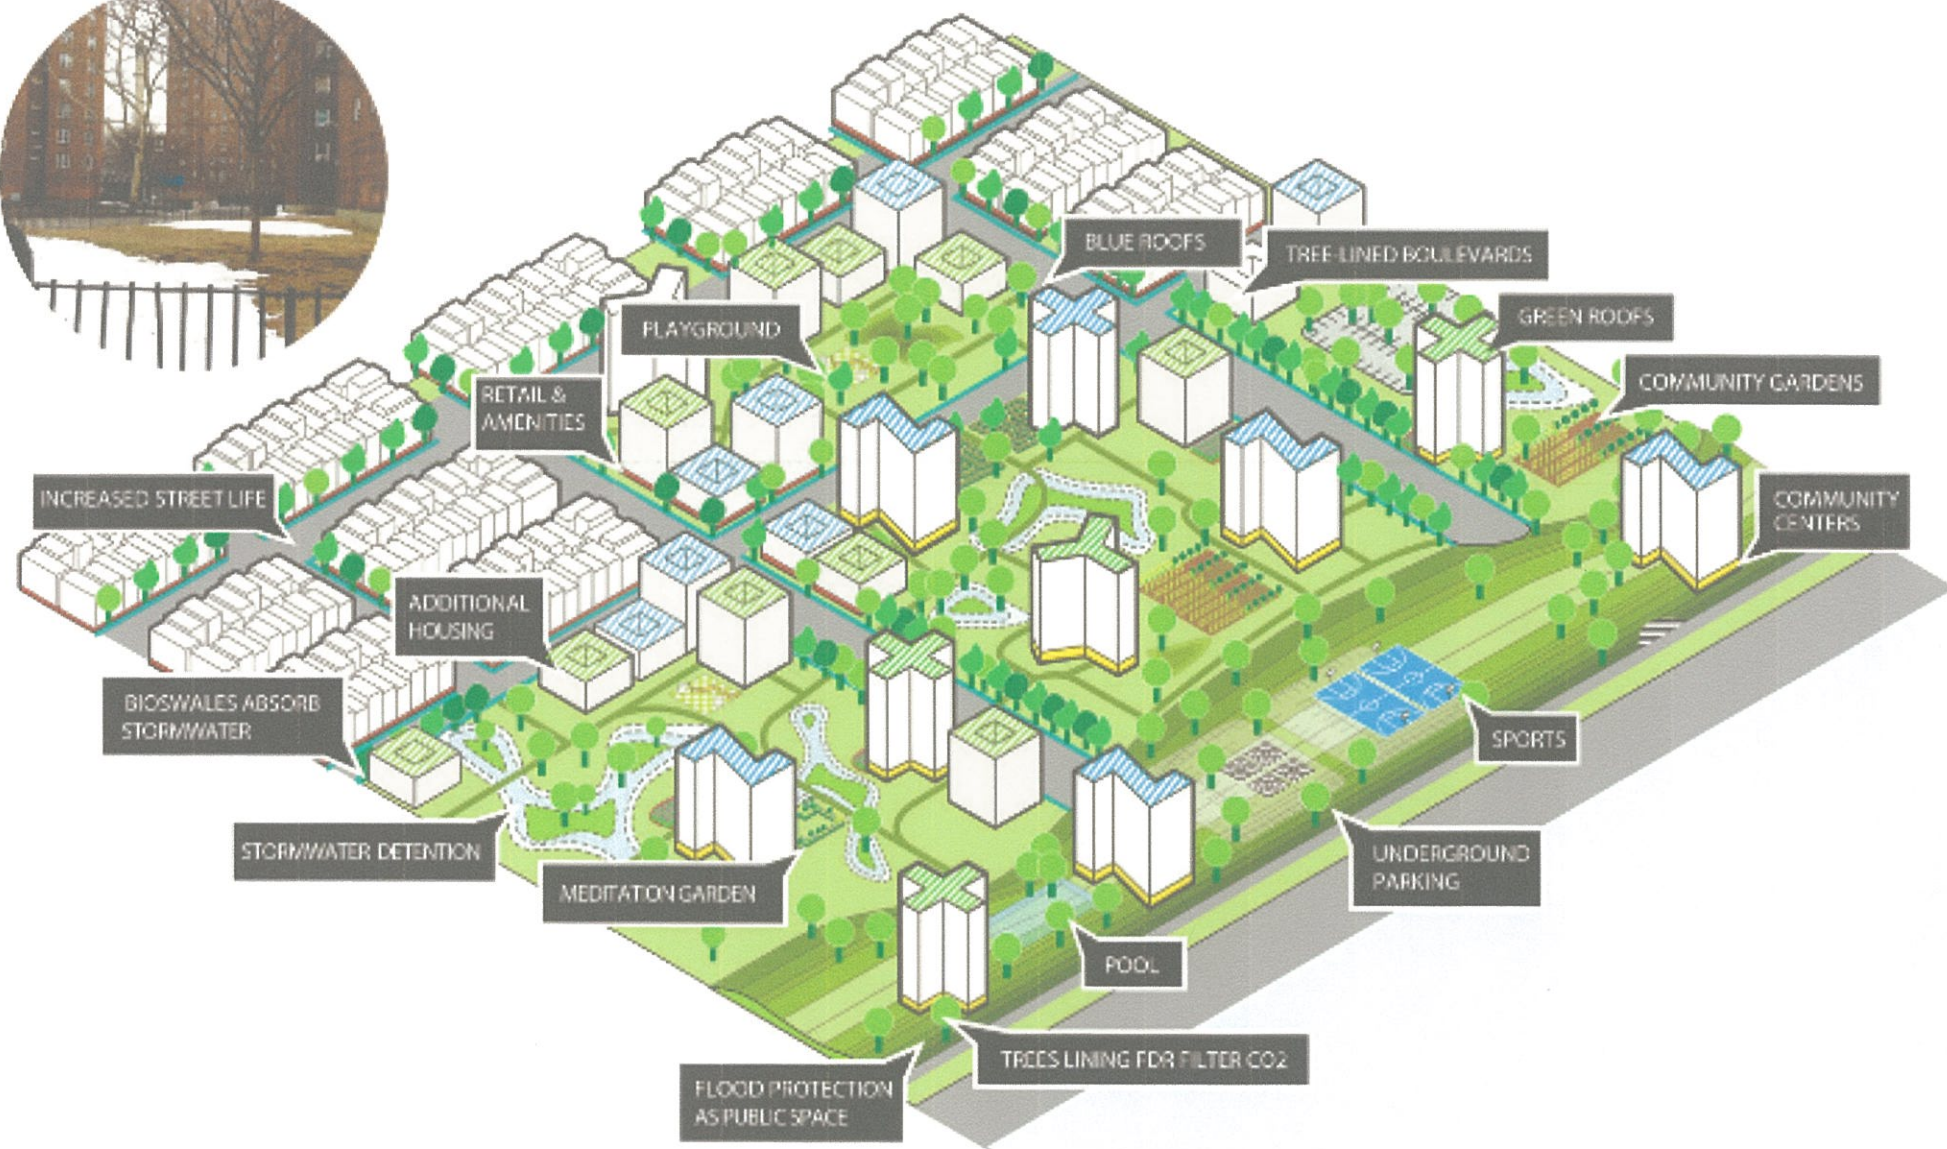 BLUE ROOFS
TREE-LINED BOULEVARDS
GREEN ROOFS
PLAYGROUND
COMMUNITY GARDENS
RETAIL &
AMENITIES
INCREASED STREET LIFE
COMMUNITY
CENTERS
ADDITIONAL
HOUSING
BIOSWALES ABSORB
STORMWATER
SPORTS
STORMWATER DETENTION
UNDERGROUND
PARKING
MEDITATION GARDEN
POOL
TREES LINING FDR FILTER CO2
FLOOD PROTECTION
AS PUBLIC SPACE